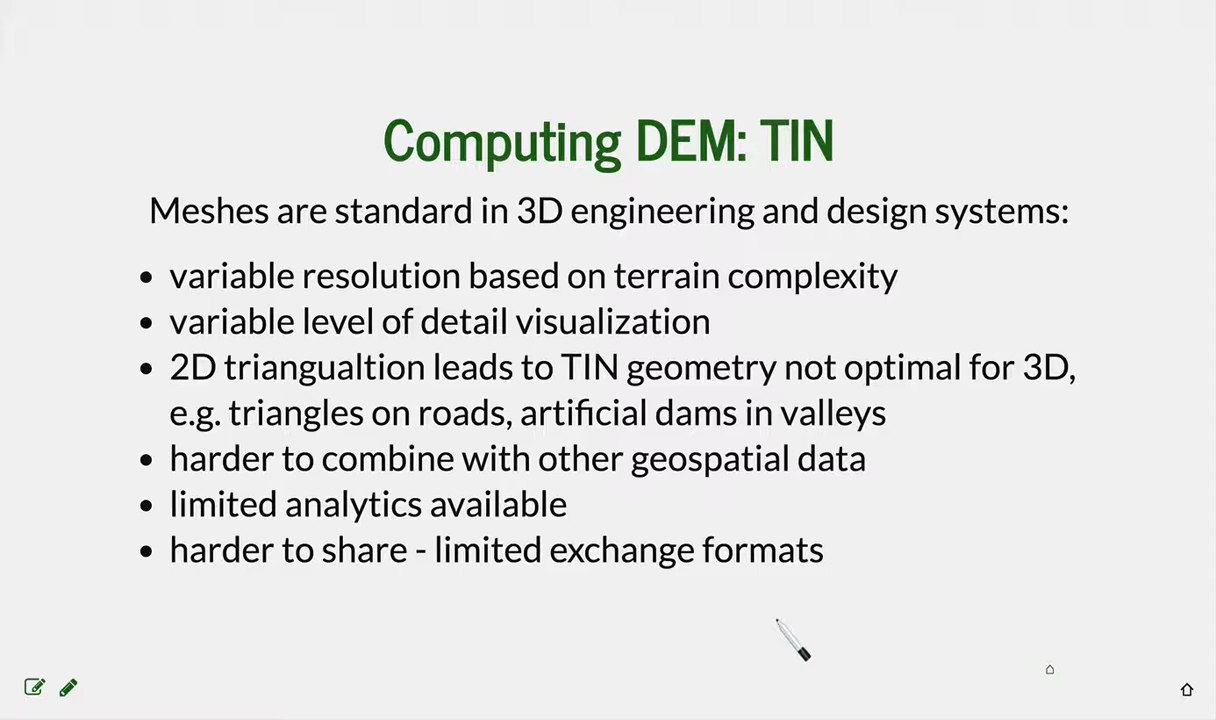 Computing DEM: TIN
Meshes are standard in 3D engineering and design systems:
• variable resolution based on terrain complexity
• variable level of detail visualization
• 2D triangualtion leads to TIN geometry not optimal for 3D,
e.g. triangles on roads, artificial dams in valleys
• harder to combine with other geospatial data
• limited analytics available
• harder to share - limited exchange formats